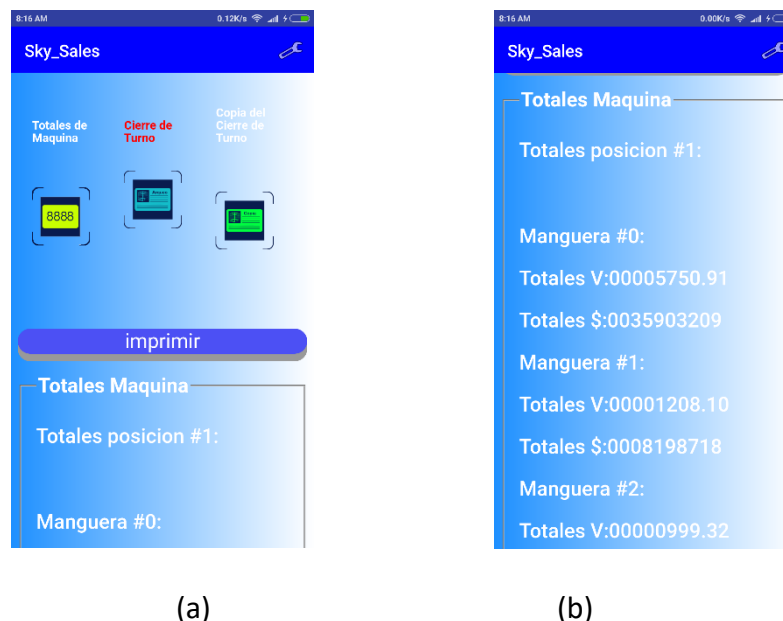 8:16 AM 0.12K/s
Sky_Sales
Totales de
Maquina
Cierre de
Turno
Copia del
Cierre de
Turno
8888
imprimir
Totales Maquina
Totales posicion #1:
Manguera #0:
(a)
8:16 AM 0.00K/s
Sky_Sales
Totales Maquina
Totales posicion #1:
Manguera #0:
Totales V:00005750.91
Totales $:0035903209
Manguera #1:
Totales V:00001208.10
Totales $:0008198718
Manguera #2:
Totales V:00000999.32
(b)